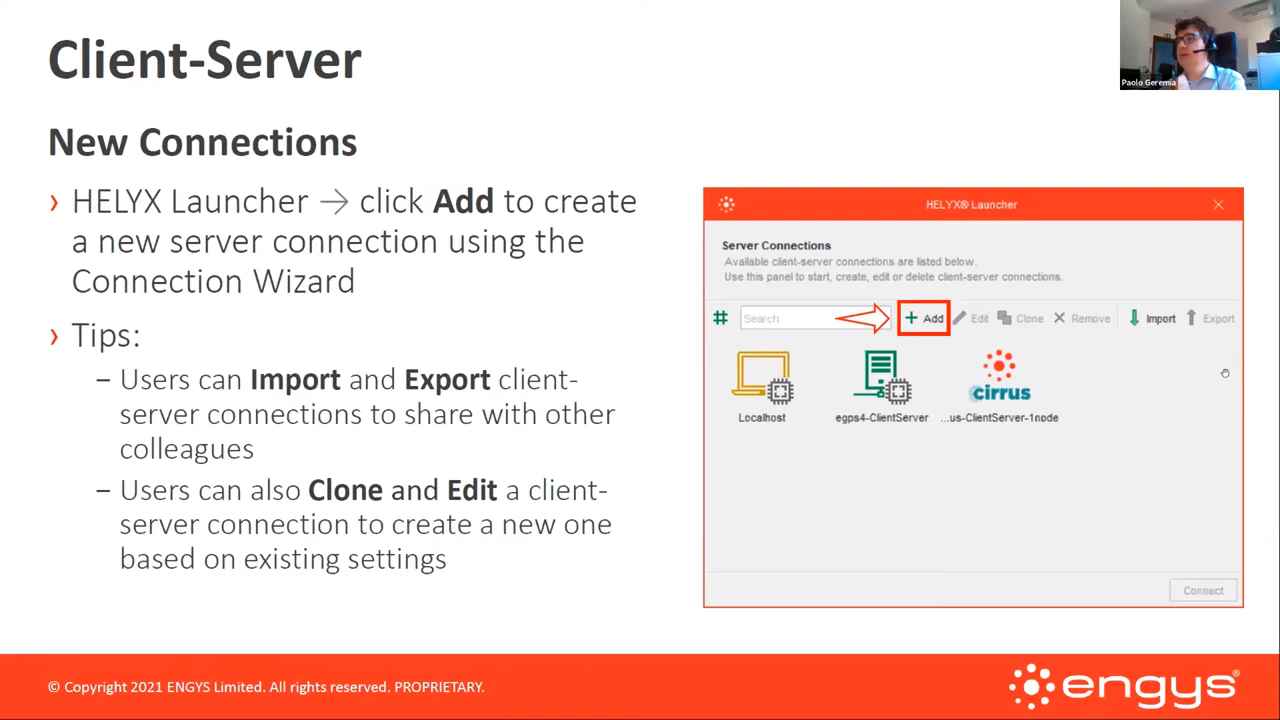 Client-Server
Paolo Geremia
New Connections
› HELYX Launcher → click Add to create
a new server connection using the
Connection Wizard
› Tips:
– Users can Import and Export client-
server connections to share with other
colleagues
– Users can also Clone and Edit a client-
server connection to create a new one
based on existing settings
HELYX® Launcher
Server Connections
Available client-server connections are listed below.
Use this panel to start, create, edit or delete client-server connections.
Search
Add Edit Clone Remove Import Export
cirrus
Localhost egps4-ClientServer ...us-ClientServer-1node
Connect
© Copyright 2021 ENGYS Limited. All rights reserved. PROPRIETARY.
engys®